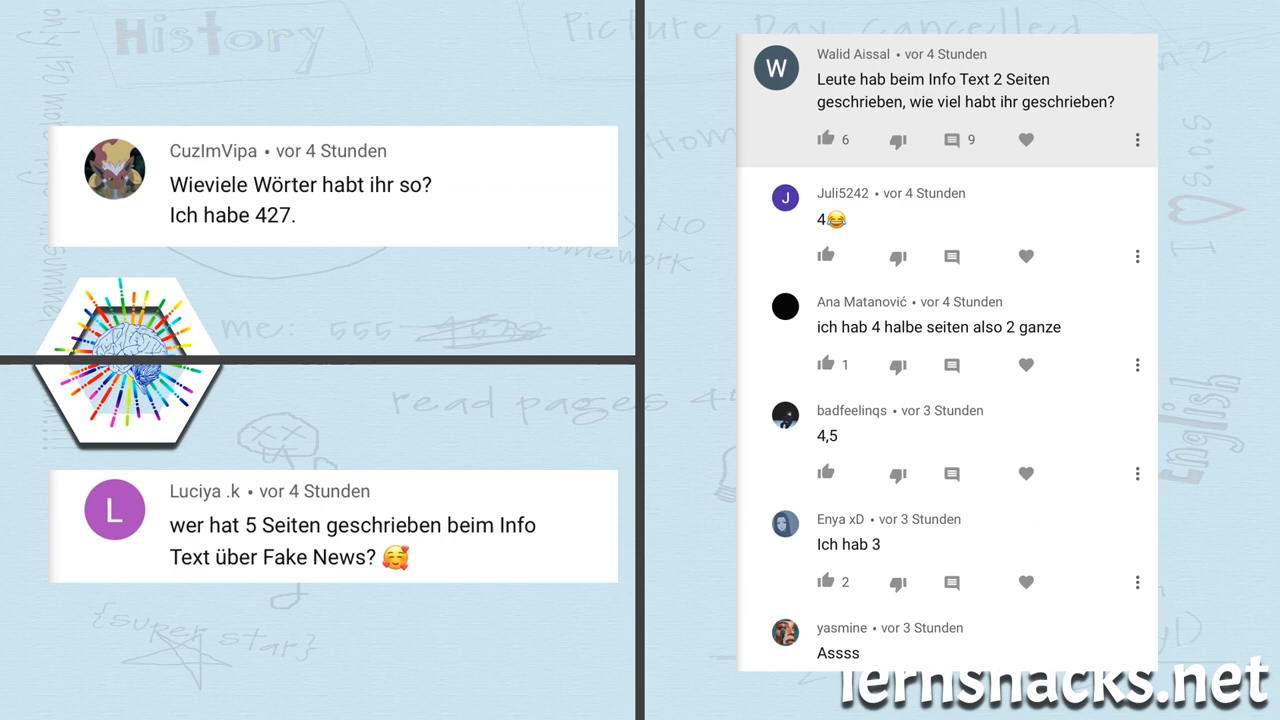 History
Picture Day cancelled
only 150 mor
CuzImVipa • vor 4 Stunden
Wieviele Wörter habt ihr so?
Ich habe 427.
NO
homework
me: 555-
read pages 4
Luciya .k • vor 4 Stunden
wer hat 5 Seiten geschrieben beim Info
Text über Fake News? 🥰
{super star}
Walid Aissal • vor 4 Stunden
W
Leute hab beim Info Text 2 Seiten
geschrieben, wie viel habt ihr geschrieben?
6
9
Juli5242 • vor 4 Stunden
J
4😂
Ana Matanović • vor 4 Stunden
ich hab 4 halbe seiten also 2 ganze
1
badfeelinqs • vor 3 Stunden
4,5
Enya xD • vor 3 Stunden
Ich hab 3
2
yasmine • vor 3 Stunden
Assss
English
L
lernsnacks.net